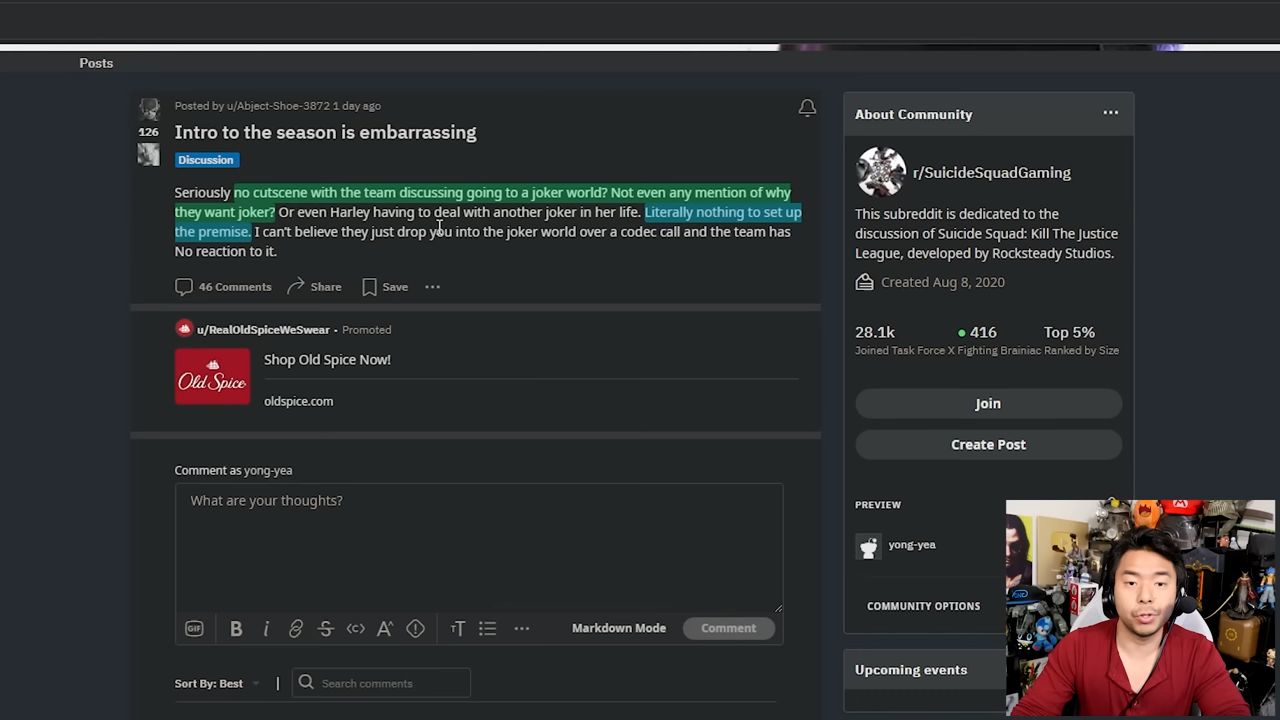 Posts
Posted by u/Abject-Shoe-3872 1 day ago
126
Intro to the season is embarrassing
Discussion
Seriously no cutscene with the team discussing going to a joker world? Not even any mention of why
they want joker? Or even Harley having to deal with another joker in her life. Literally nothing to set up
the premise. I can't believe they just drop you into the joker world over a codec call and the team has
No reaction to it.
46 Comments
Share
Save
u/RealOldSpiceWeSwear • Promoted
Old Spice
Shop Old Spice Now!
oldspice.com
Comment as yong-yea
What are your thoughts?
GIF
B i S <c> A T
Markdown Mode
Comment
Sort By: Best
Search comments
About Community
r/SuicideSquadGaming
This subreddit is dedicated to the
discussion of Suicide Squad: Kill The Justice
League, developed by Rocksteady Studios.
Created Aug 8, 2020
28.1k
416
Top 5%
Joined Task Force X Fighting Brainiac Ranked by Size
Join
Create Post
PREVIEW
yong-yea
COMMUNITY OPTIONS
Upcoming events